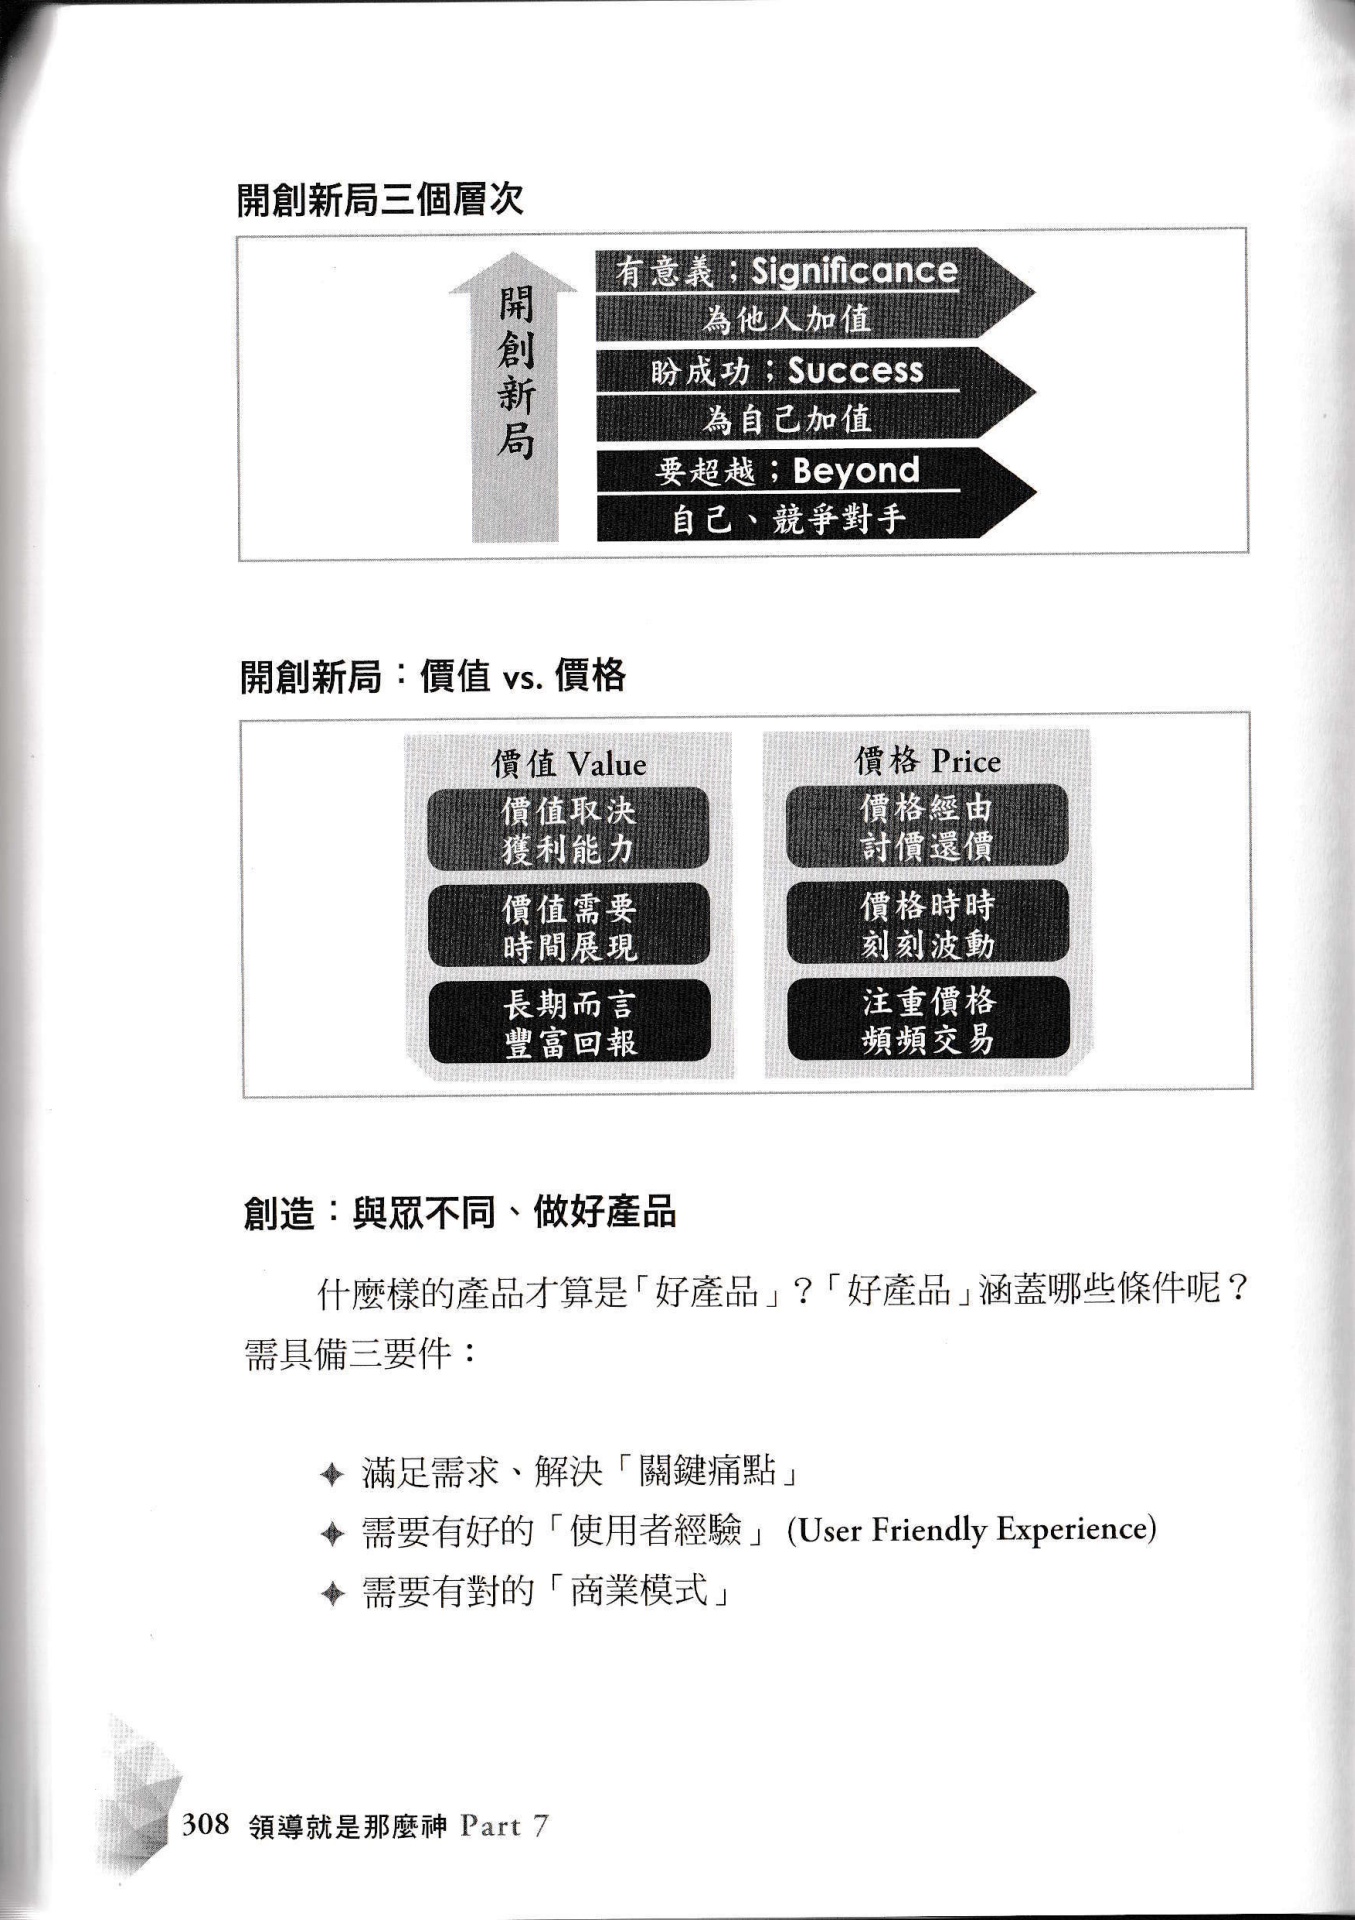 開創新局三個層次
開創新局
有意義；Significance
為他人加值
盼成功；Success
為自己加值
要超越；Beyond
自己、競爭對手
開創新局：價值 vs. 價格
價值 Value
價值取決
獲利能力
價值需要
時間展現
長期而言
豐富回報
價格 Price
價格經由
討價還價
價格時時
刻刻波動
注重價格
頻頻交易
創造：與眾不同、做好產品
什麼樣的產品才算是「好產品」？「好產品」涵蓋哪些條件呢？
需具備三要件：
✦ 滿足需求、解決「關鍵痛點」
✦ 需要有好的「使用者經驗」(User Friendly Experience)
✦ 需要有對的「商業模式」
308 領導就是那麼神 Part 7